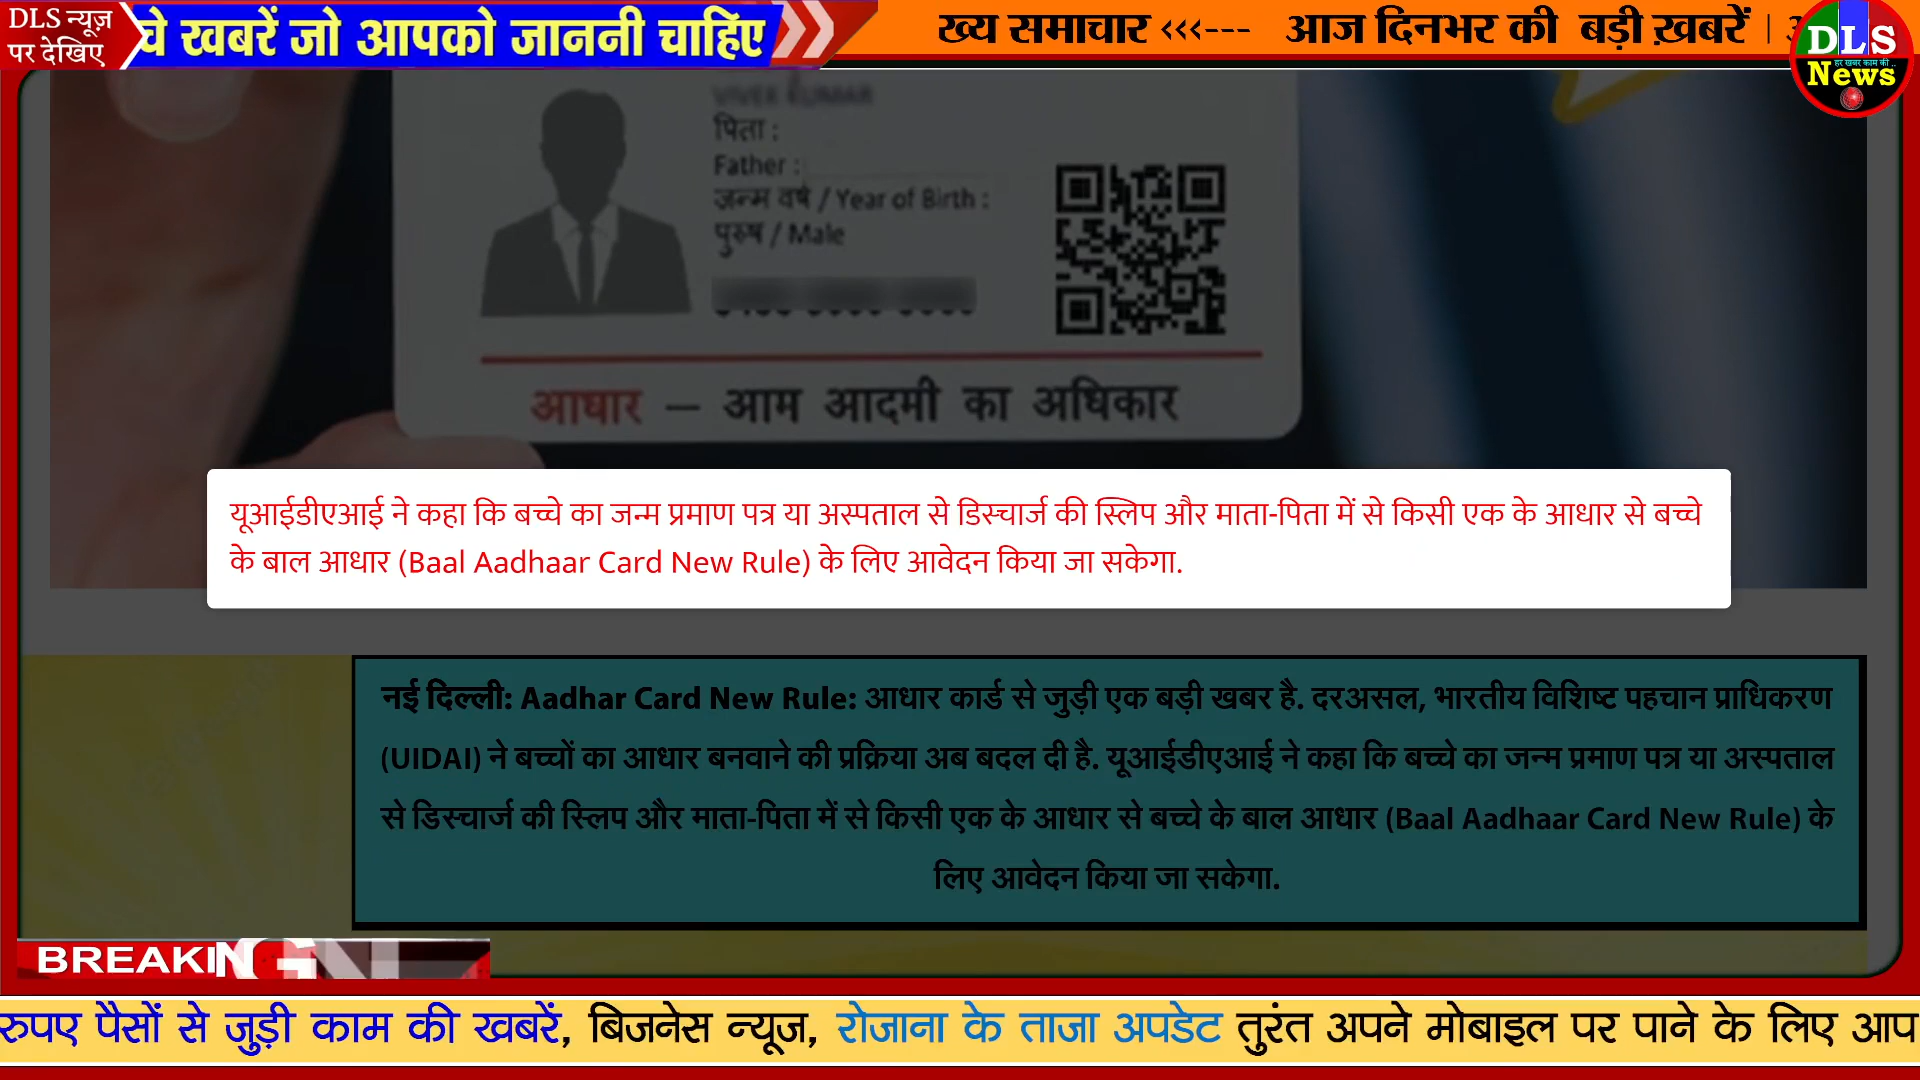 DLS न्यूज़
पर देखिए
खबरें जो आपको जाननी चाहिए
ख्य समाचार <<<--- आज दिनभर की बड़ी ख़बरें |
DLS
हर खबर काम की ..
News
VIVEK KUMAR
पिता :
Father :
जन्म वर्ष / Year of Birth :
पुरुष / Male
आधार – आम आदमी का अधिकार
यूआईडीएआई ने कहा कि बच्चे का जन्म प्रमाण पत्र या अस्पताल से डिस्चार्ज की स्लिप और माता-पिता में से किसी एक के आधार से बच्चे
के बाल आधार (Baal Aadhaar Card New Rule) के लिए आवेदन किया जा सकेगा.
नई दिल्ली: Aadhar Card New Rule: आधार कार्ड से जुड़ी एक बड़ी खबर है. दरअसल, भारतीय विशिष्ट पहचान प्राधिकरण
(UIDAI) ने बच्चों का आधार बनवाने की प्रक्रिया अब बदल दी है. यूआईडीएआई ने कहा कि बच्चे का जन्म प्रमाण पत्र या अस्पताल
से डिस्चार्ज की स्लिप और माता-पिता में से किसी एक के आधार से बच्चे के बाल आधार (Baal Aadhaar Card New Rule) के
लिए आवेदन किया जा सकेगा.
BREAKING
रुपए पैसों से जुड़ी काम की खबरें, बिजनेस न्यूज, रोजाना के ताजा अपडेट तुरंत अपने मोबाइल पर पाने के लिए आप